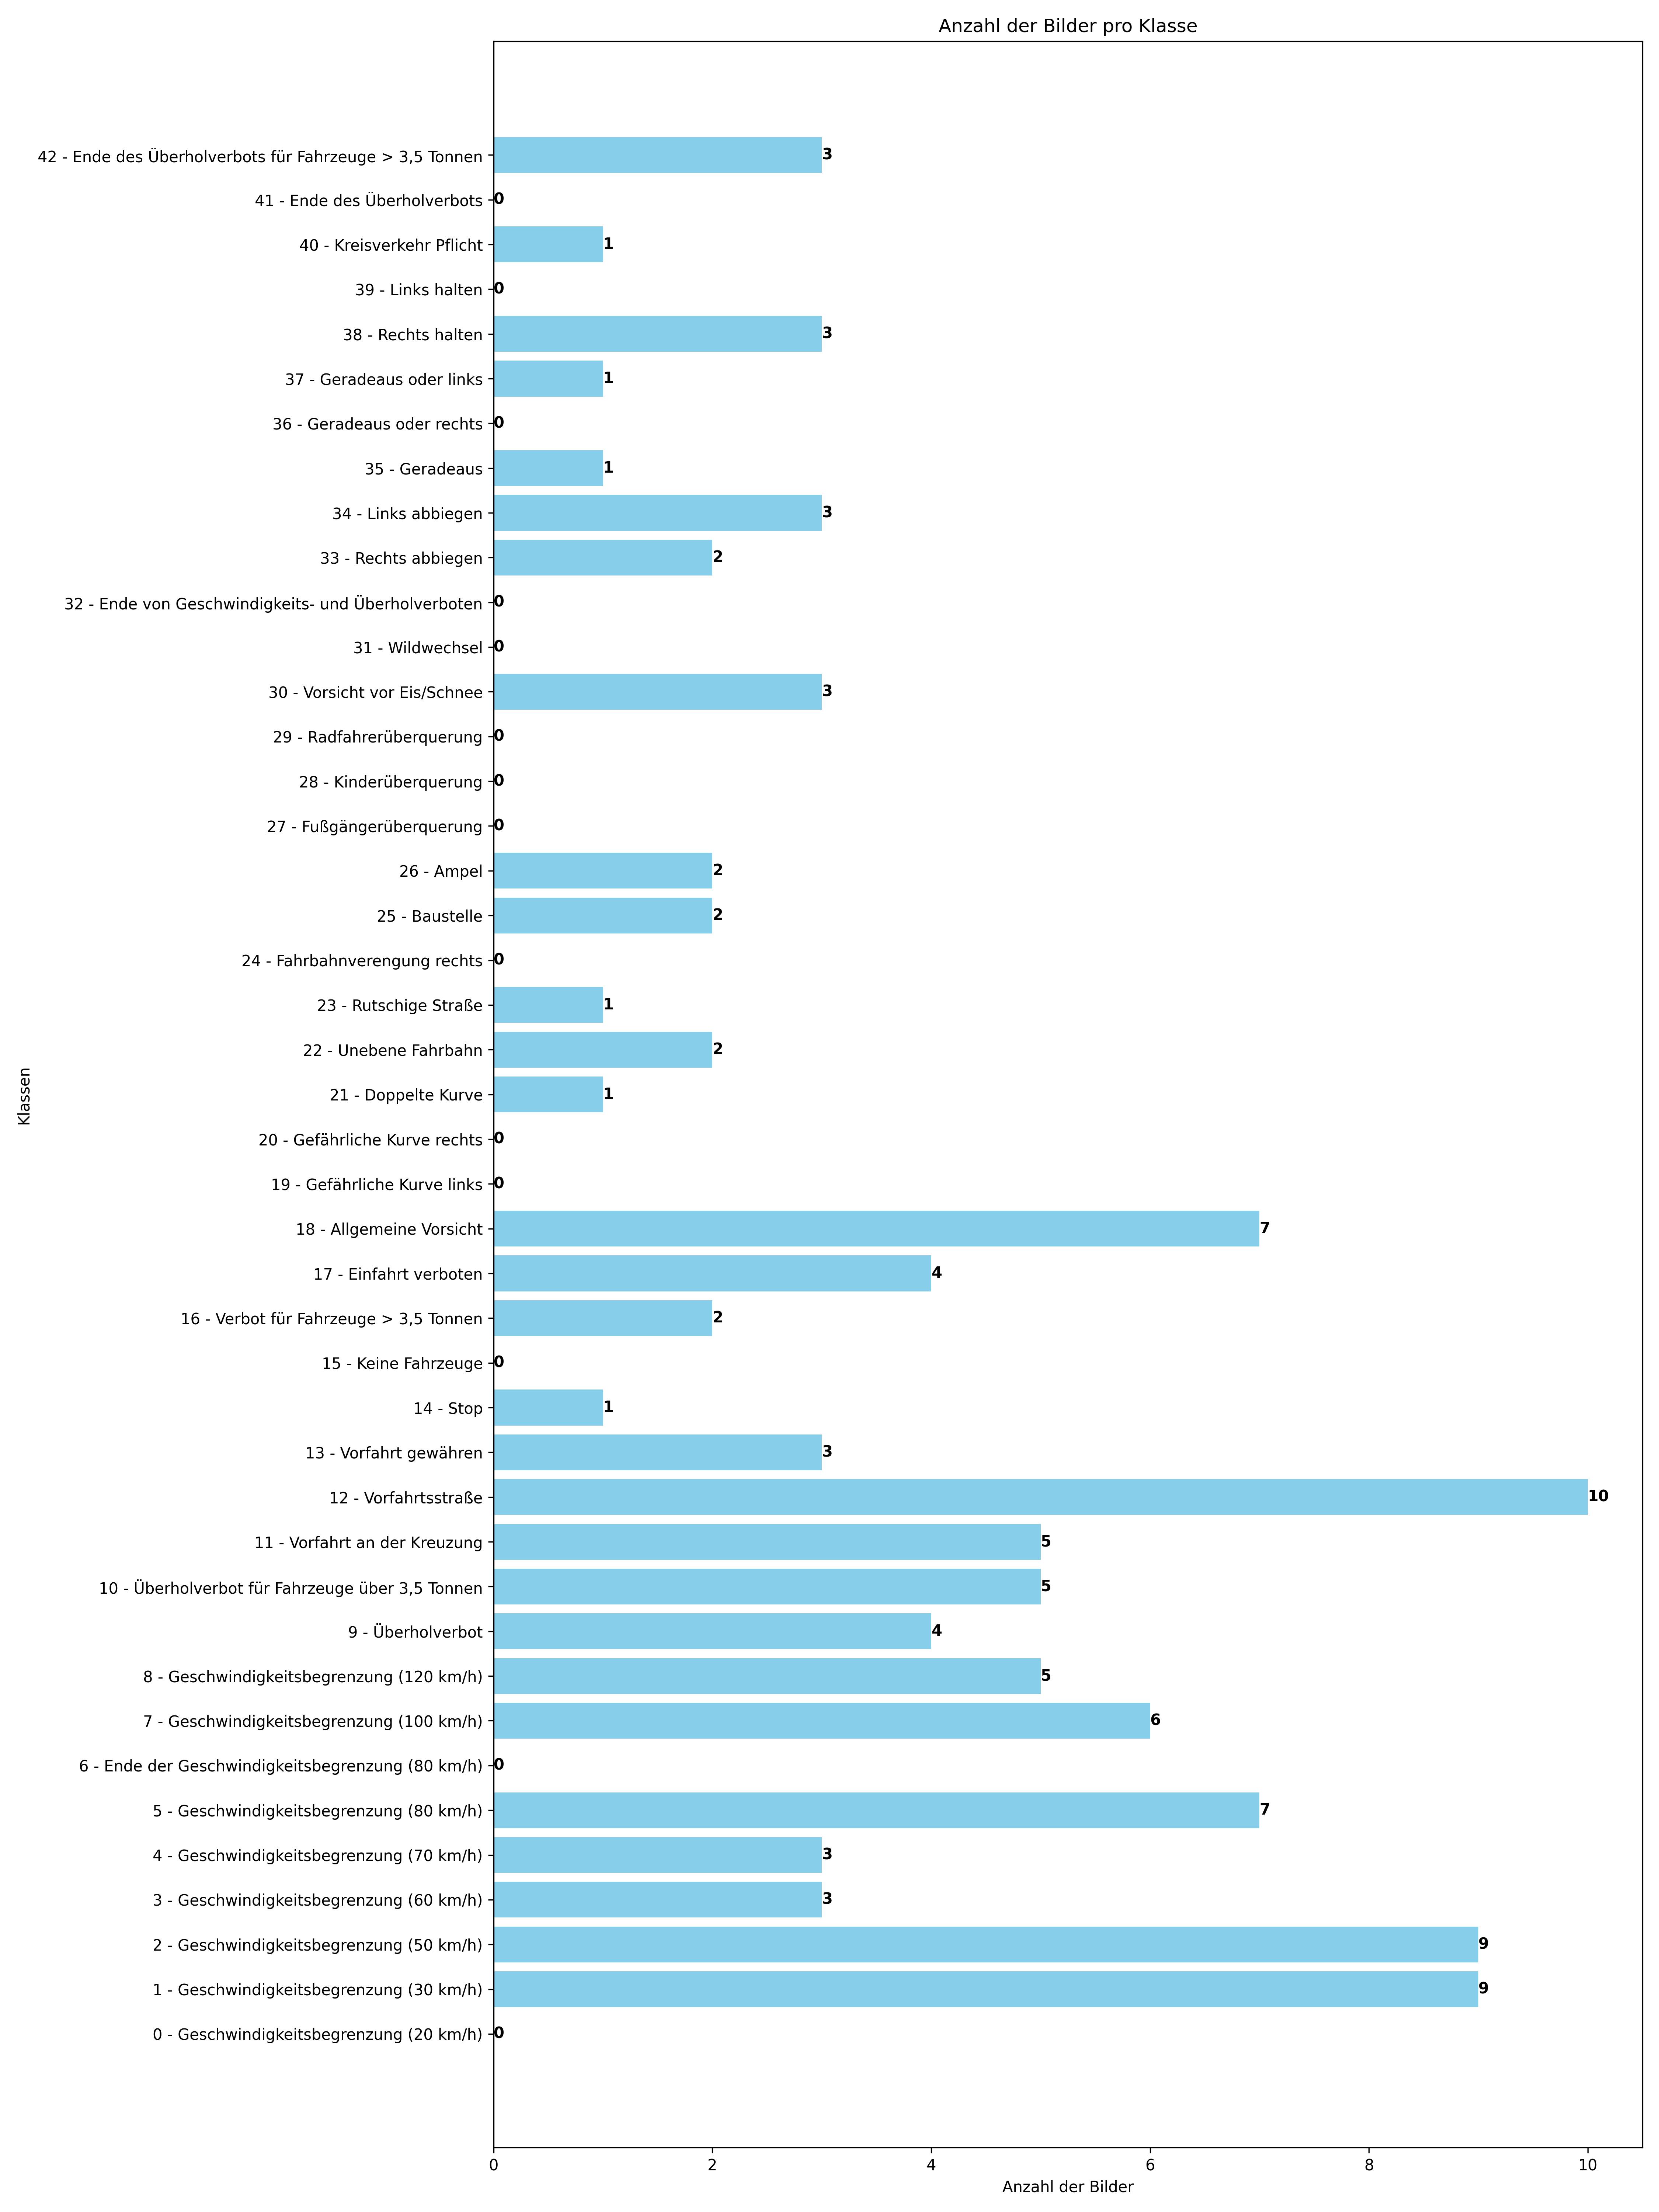 Anzahl der Bilder pro Klasse
42 - Ende des Überholverbots für Fahrzeuge > 3,5 Tonnen 3
41 - Ende des Überholverbots 0
40 - Kreisverkehr Pflicht 1
39 - Links halten 0
38 - Rechts halten 3
37 - Geradeaus oder links 1
36 - Geradeaus oder rechts 0
35 - Geradeaus 1
34 - Links abbiegen 3
33 - Rechts abbiegen 2
32 - Ende von Geschwindigkeits- und Überholverboten 0
31 - Wildwechsel 0
30 - Vorsicht vor Eis/Schnee 3
29 - Radfahrerüberquerung 0
28 - Kinderüberquerung 0
27 - Fußgängerüberquerung 0
26 - Ampel 2
25 - Baustelle 2
24 - Fahrbahnverengung rechts 0
23 - Rutschige Straße 1
22 - Unebene Fahrbahn 2
21 - Doppelte Kurve 1
20 - Gefährliche Kurve rechts 0
19 - Gefährliche Kurve links 0
18 - Allgemeine Vorsicht 7
17 - Einfahrt verboten 4
16 - Verbot für Fahrzeuge > 3,5 Tonnen 2
15 - Keine Fahrzeuge 0
14 - Stop 1
13 - Vorfahrt gewähren 3
12 - Vorfahrtsstraße 10
11 - Vorfahrt an der Kreuzung 5
10 - Überholverbot für Fahrzeuge über 3,5 Tonnen 5
9 - Überholverbot 4
8 - Geschwindigkeitsbegrenzung (120 km/h) 5
7 - Geschwindigkeitsbegrenzung (100 km/h) 6
6 - Ende der Geschwindigkeitsbegrenzung (80 km/h) 0
5 - Geschwindigkeitsbegrenzung (80 km/h) 7
4 - Geschwindigkeitsbegrenzung (70 km/h) 3
3 - Geschwindigkeitsbegrenzung (60 km/h) 3
2 - Geschwindigkeitsbegrenzung (50 km/h) 9
1 - Geschwindigkeitsbegrenzung (30 km/h) 9
0 - Geschwindigkeitsbegrenzung (20 km/h) 0
Klassen
0 2 4 6 8 10
Anzahl der Bilder